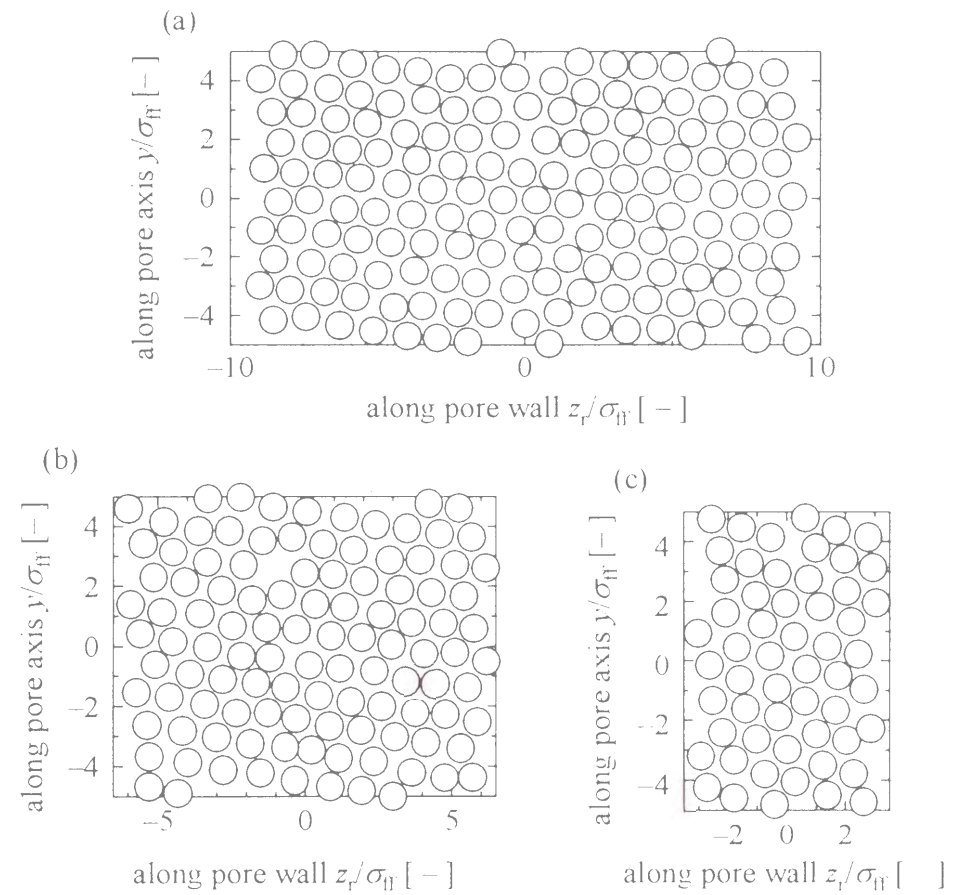 (a)
along pore axis y/σff [ − ]
4
2
0
−2
−4
−10
0
10
along pore wall zr/σff [ − ]
(b)
along pore axis y/σff [ − ]
4
2
0
−2
−4
−5
0
5
along pore wall zr/σff [ − ]
(c)
along pore axis y/σff [ − ]
4
2
0
−2
−4
−2
0
2
along pore wall zr/σff [ ]